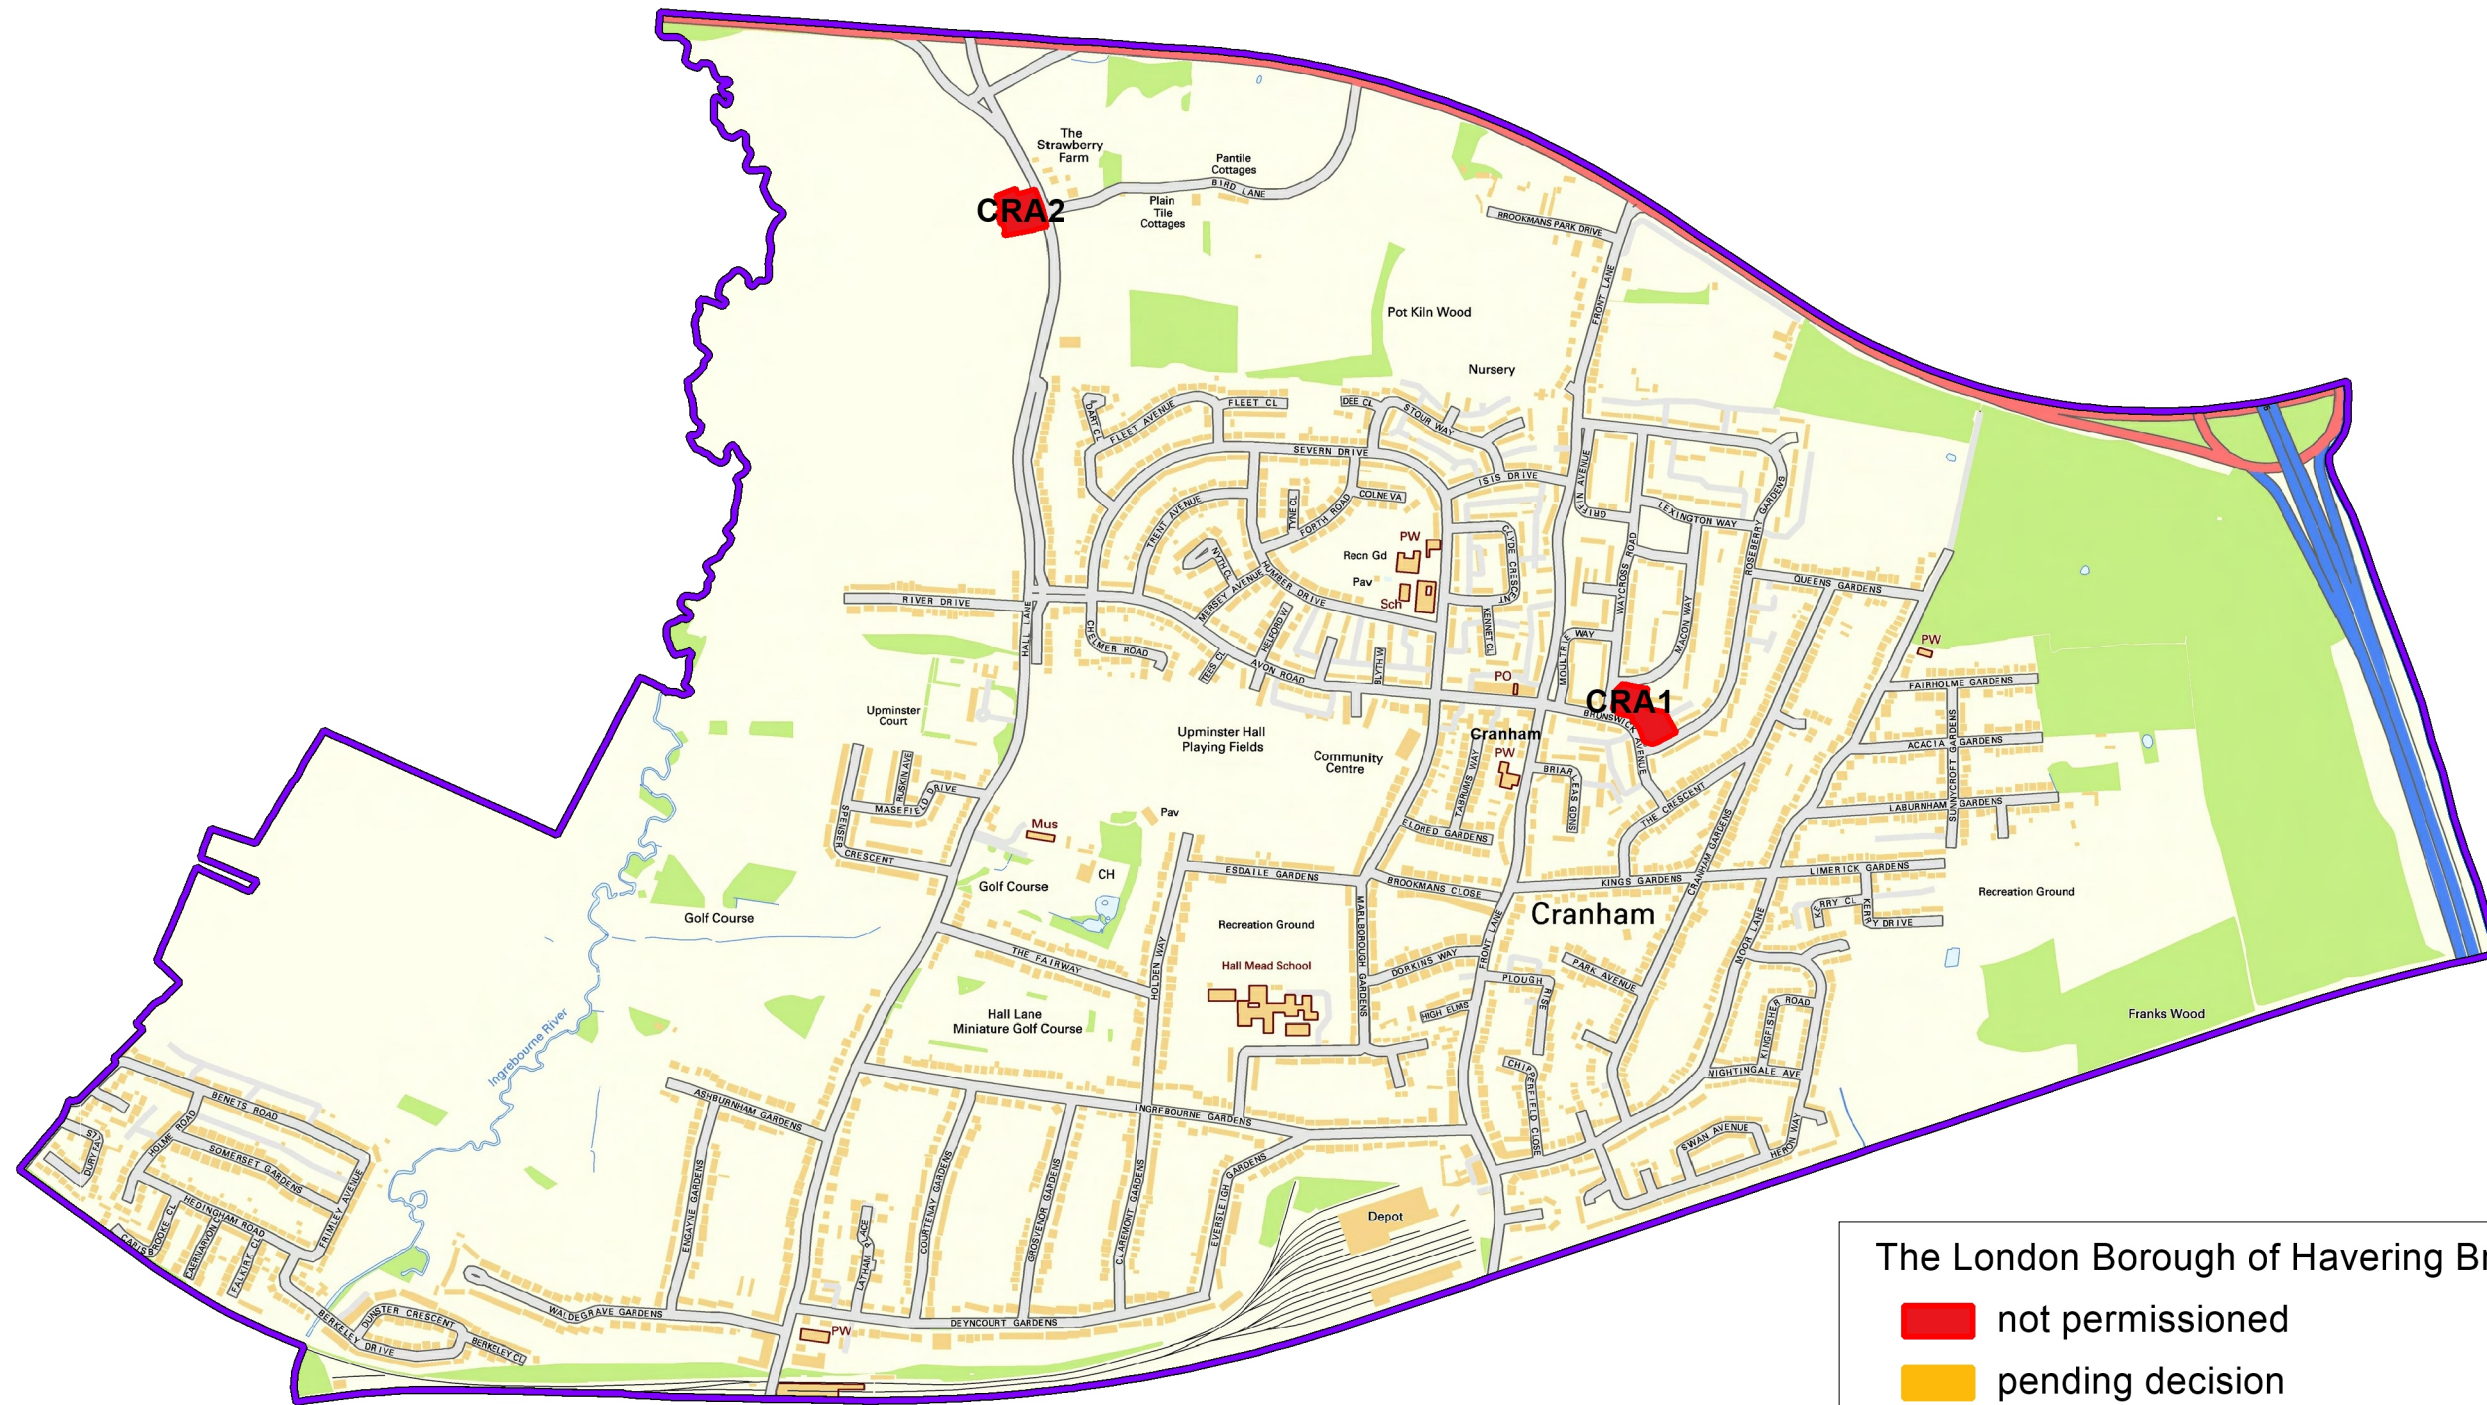 The
Strawberry
Farm
Pantile
Cottages
BIRD LANE
CRA2
Plain
Tile
Cottages
BROOKMANS PARK DRIVE
FRONT LANE
Pot Kiln Wood
Nursery
DART CL
FLEET AVENUE
FLEET CL
DEE CL
STOUR WAY
SEVERN DRIVE
ISIS DRIVE
TRENT AVENUE
TYNE CL
FORTH ROAD
COLNE VA
GRIFFIN AVENUE
LEXINGTON WAY
ROSEBERRY GARDENS
PW
Recn Gd
CLYDE CRESCENT
WAYCROSS ROAD
NYTH CL
HUMBER DRIVE
Pav
Sch
MERSEY AVENUE
QUEENS GARDENS
RIVER DRIVE
HALL LANE
CHELMER ROAD
HELFORD W
KENNET CL
MACON WAY
MOULTRIE WAY
PW
TEES CL
AVON ROAD
BLYTH W
PO
FAIRHOLME GARDENS
CRA1
BRUNSWICK AVENUE
Upminster
Court
Upminster Hall
Playing Fields
Cranham
Community
Centre
PW
ACACIA GARDENS
SUNNYCROFT GARDENS
RUSKIN AVE
MASEFIELD DRIVE
SPENSER CRESCENT
TABRUMS WAY
BRIARLEAS GDNS
THE CRESCENT
LABURNHAM GARDENS
Mus
Pav
ELDRED GARDENS
CRANHAM GARDENS
Golf Course
CH
ESDAILE GARDENS
BROOKMANS CLOSE
KINGS GARDENS
LIMERICK GARDENS
Golf Course
Recreation Ground
KERRY CL
KERRY DRIVE
Cranham
Recreation Ground
MARLBOROUGH GARDENS
FRONT LANE
MOOR LANE
THE FAIRWAY
HOLDEN WAY
Hall Mead School
DORKINS WAY
PARK AVENUE
PLOUGH RISE
HIGH ELMS
KINGFISHER ROAD
Hall Lane
Miniature Golf Course
Franks Wood
Ingrebourne River
CHIPPERFIELD CLOSE
NIGHTINGALE AVE
BENETS ROAD
ASHBURNHAM GARDENS
INGREBOURNE GARDENS
HOLME ROAD
SOMERSET GARDENS
SWAN AVENUE
HERON WAY
FRIMLEY AVENUE
HEDINGHAM ROAD
ENGAYNE GARDENS
COURTENAY GARDENS
GROSVENOR GARDENS
CLAREMONT GARDENS
EVERSLEIGH GARDENS
LATHAM PLACE
Depot
FALKIRK CL
BERKELEY DRIVE
DUNSTER CRESCENT
BERKELEY CL
WALDEGRAVE GARDENS
DEYNCOURT GARDENS
PW
The London Borough of Havering Br
not permissioned
pending decision